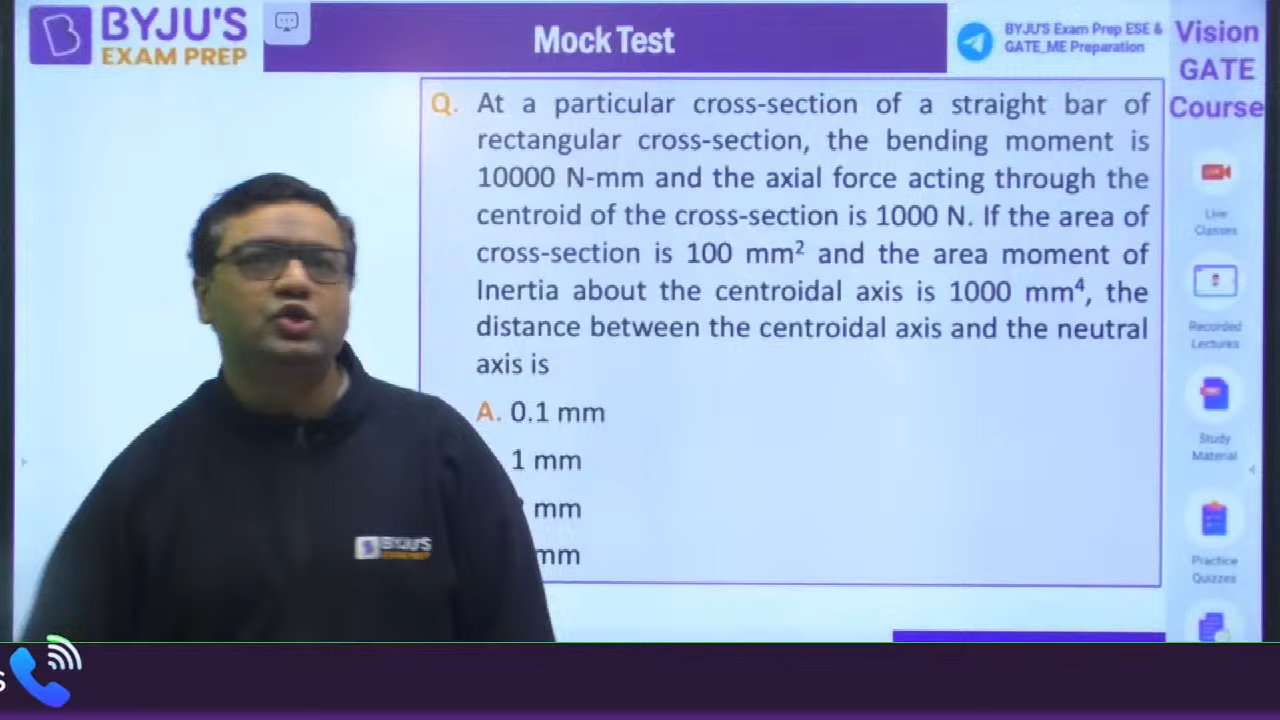 BYJU'S
EXAM PREP
Mock Test
BYJU'S Exam Prep ESE &
GATE_ME Preparation
Vision
GATE
Course
Q. At a particular cross-section of a straight bar of
rectangular cross-section, the bending moment is
10000 N-mm and the axial force acting through the
centroid of the cross-section is 1000 N. If the area of
cross-section is 100 mm² and the area moment of
Inertia about the centroidal axis is 1000 mm⁴, the
distance between the centroidal axis and the neutral
axis is
A. 0.1 mm
1 mm
mm
mm
Live
Classes
Recorded
Lectures
Study
Material
Practice
Quizzes
BYJU'S